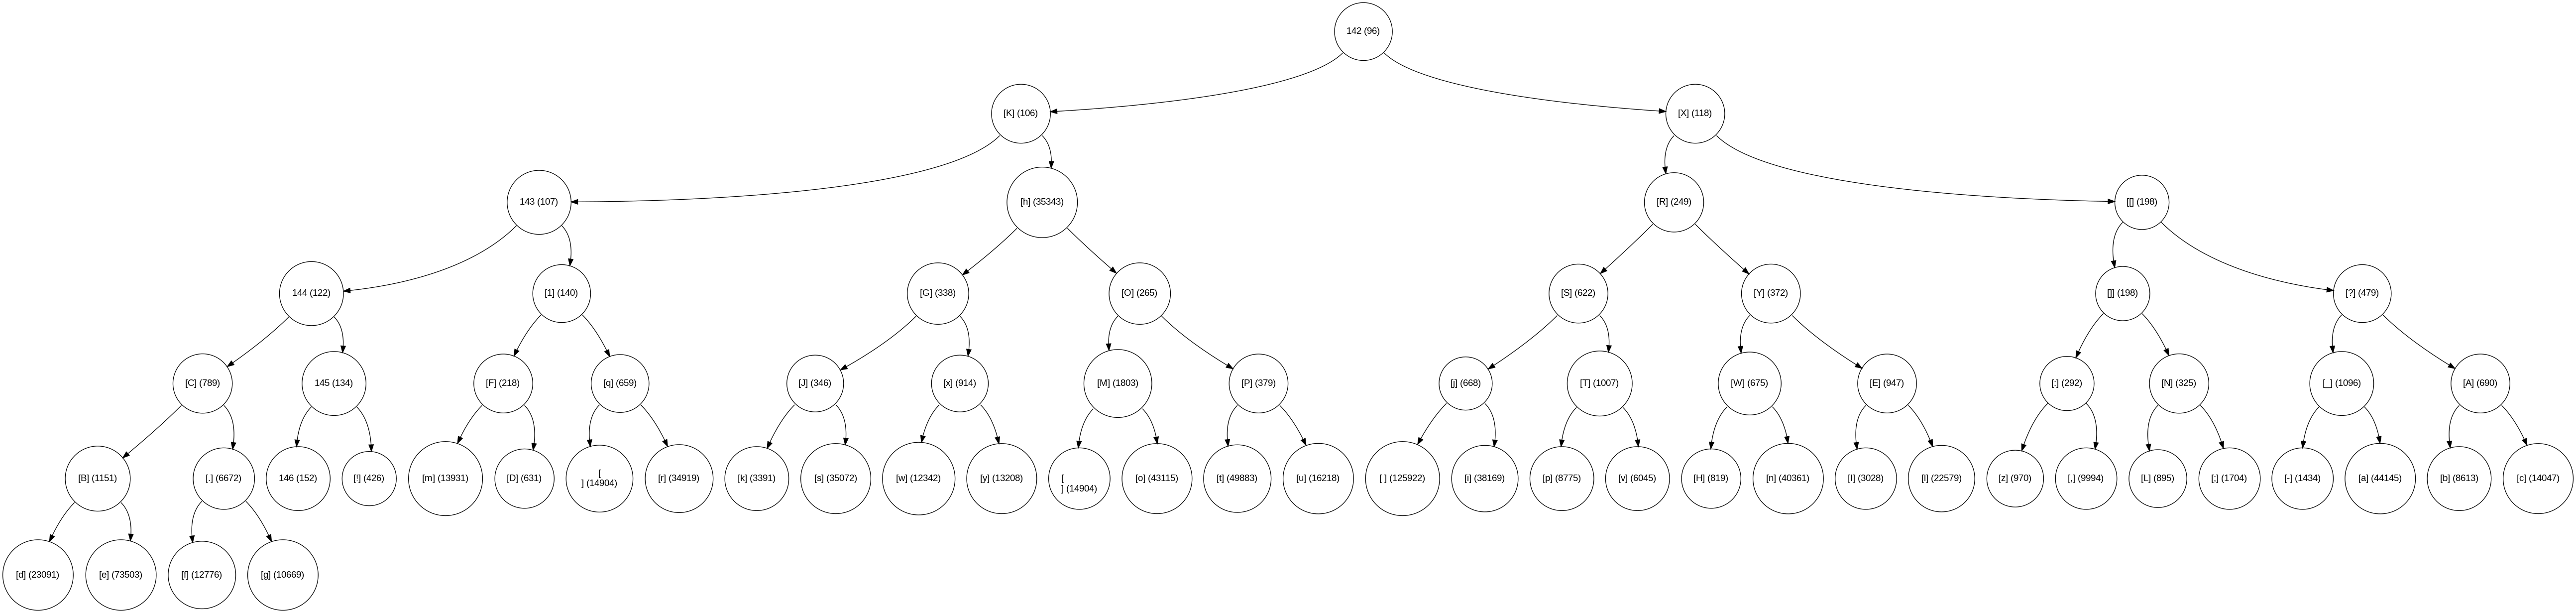 142 (96)
[K] (106)
[X] (118)
143 (107)
[h] (35343)
[R] (249)
[[] (198)
144 (122)
[1] (140)
[G] (338)
[O] (265)
[S] (622)
[Y] (372)
[]] (198)
[?] (479)
[C] (789)
145 (134)
[F] (218)
[q] (659)
[J] (346)
[x] (914)
[M] (1803)
[P] (379)
[j] (668)
[T] (1007)
[W] (675)
[E] (947)
[:] (292)
[N] (325)
[_] (1096)
[A] (690)
[B] (1151)
[.] (6672)
146 (152)
[!] (426)
[m] (13931)
[D] (631)
[
] (14904)
[r] (34919)
[k] (3391)
[s] (35072)
[w] (12342)
[y] (13208)
[
] (14904)
[o] (43115)
[t] (49883)
[u] (16218)
[ ] (125922)
[i] (38169)
[p] (8775)
[v] (6045)
[H] (819)
[n] (40361)
[I] (3028)
[l] (22579)
[z] (970)
[,] (9994)
[L] (895)
[;] (1704)
[-] (1434)
[a] (44145)
[b] (8613)
[c] (14047)
[d] (23091)
[e] (73503)
[f] (12776)
[g] (10669)